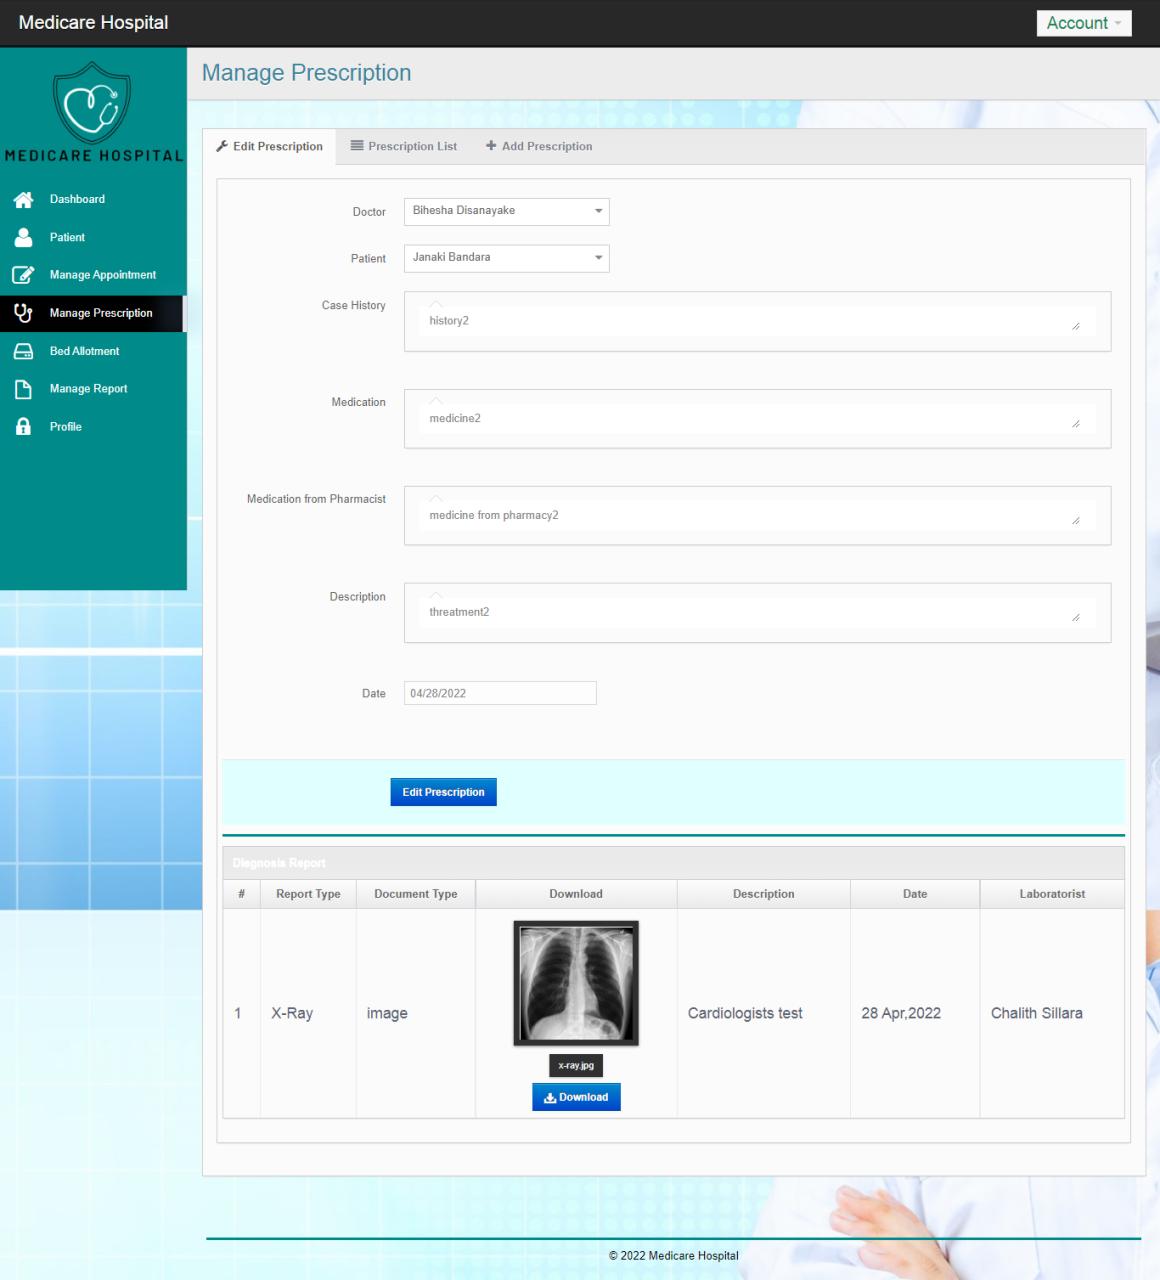 Medicare Hospital
Account
MEDICARE HOSPITAL
Dashboard
Patient
Manage Appointment
Manage Prescription
Bed Allotment
Manage Report
Profile
Manage Prescription
Edit Prescription
Prescription List
Add Prescription
Doctor
Bihesha Disanayake
Patient
Janaki Bandara
Case History
history2
Medication
medicine2
Medication from Pharmacist
medicine from pharmacy2
Description
threatment2
Date
04/28/2022
Edit Prescription
Diagnosis Report
# Report Type Document Type Download Description Date Laboratorist
1 X-Ray image Cardiologists test 28 Apr,2022 Chalith Sillara
x-ray.jpg
Download
© 2022 Medicare Hospital